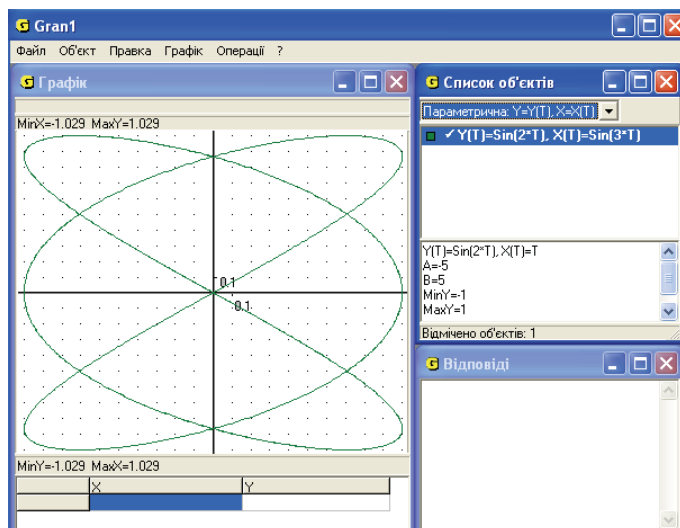 Gran1
Файл Об'єкт Правка Графік Операції ?
Графік
MinX=-1.029 MaxY=1.029
0.1
0.1
MinY=-1.029 MaxX=1.029
X Y
Список об'єктів
Параметрична: Y=Y(T), X=X(T)
Y(T)=Sin(2*T), X(T)=Sin(3*T)
Y(T)=Sin(2*T), X(T)=T
A=-5
B=5
MinY=-1
MaxY=1
Відмічено об'єктів: 1
Відповіді